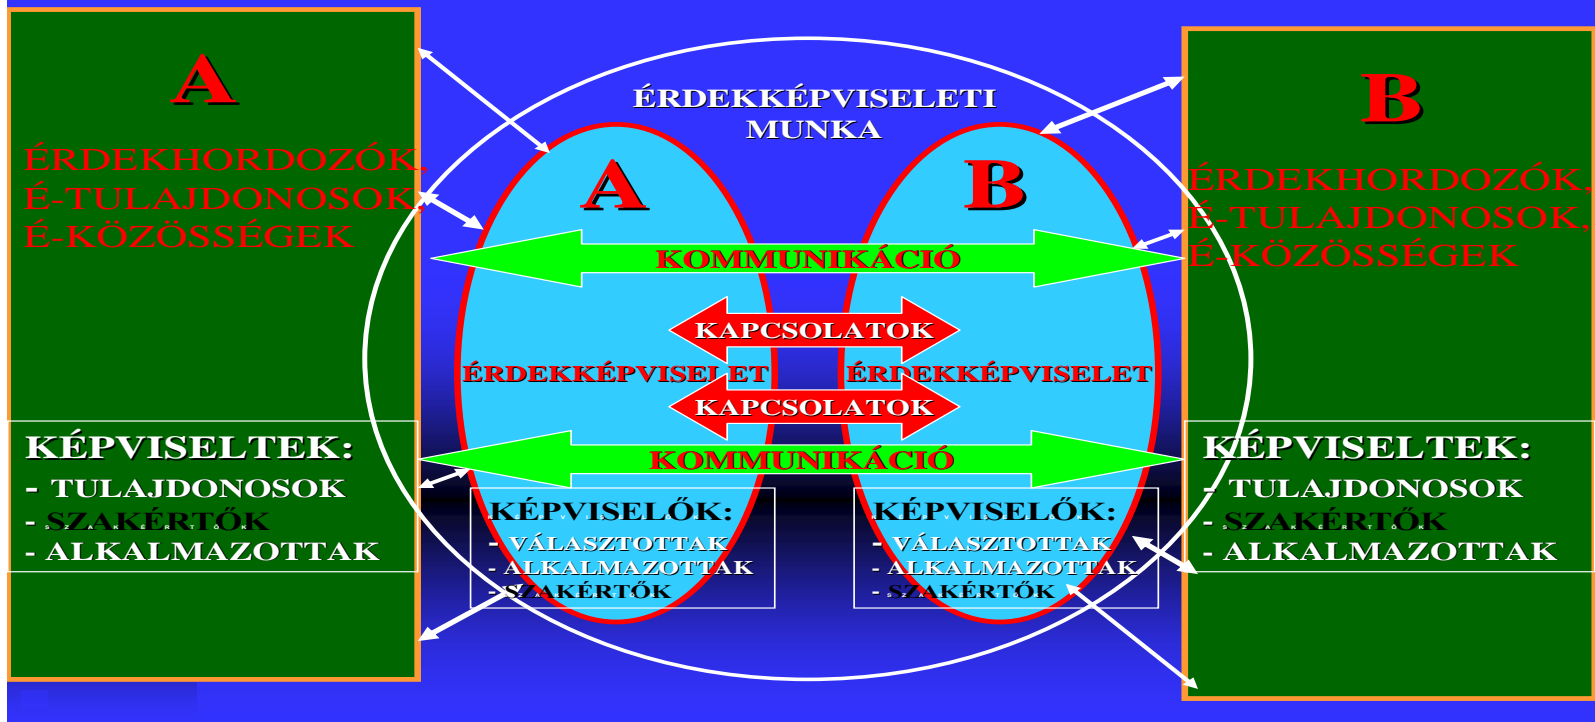 A
ÉRDEKHORDOZÓK,
É-TULAJDONOSOK,
É-KÖZÖSSÉGEK
KÉPVISELTEK:
- TULAJDONOSOK
- SZAKÉRTŐK
- ALKALMAZOTTAK
ÉRDEKKÉPVISELETI
MUNKA
A
B
KOMMUNIKÁCIÓ
KAPCSOLATOK
ÉRDEKKÉPVISELET
ÉRDEKKÉPVISELET
KAPCSOLATOK
KOMMUNIKÁCIÓ
KÉPVISELŐK:
- VÁLASZTOTTAK
- ALKALMAZOTTAK
- SZAKÉRTŐK
KÉPVISELŐK:
- VÁLASZTOTTAK
- ALKALMAZOTTAK
- SZAKÉRTŐK
B
ÉRDEKHORDOZÓK,
É-TULAJDONOSOK,
É-KÖZÖSSÉGEK
KÉPVISELTEK:
- TULAJDONOSOK
- SZAKÉRTŐK
- ALKALMAZOTTAK